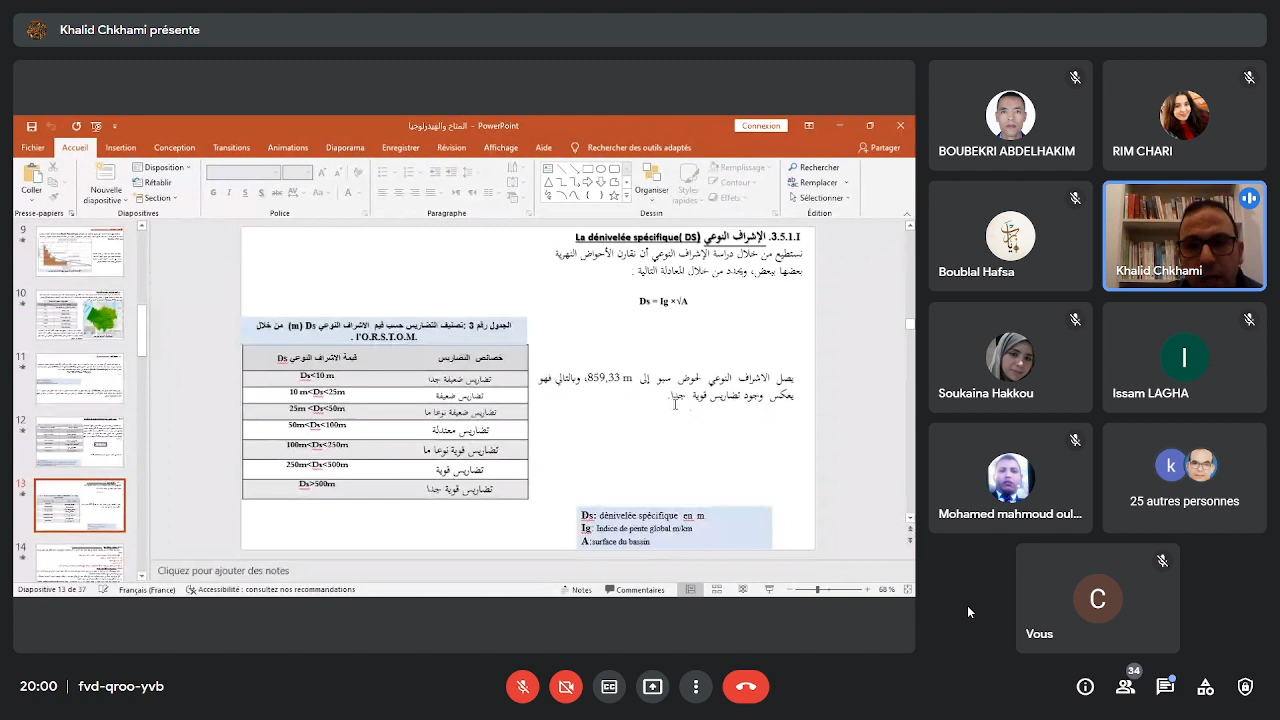 Khalid Chkhami présente
المناخ والهيدرولوجيا - PowerPoint
Connexion
Fichier
Accueil
Insertion
Conception
Transitions
Animations
Diaporama
Enregistrer
Révision
Affichage
Aide
Rechercher des outils adaptés
Partager
Coller
Nouvelle diapositive
Disposition
Rétablir
Section
Organiser
Styles rapides
Remplissage
Contour
Effets
Rechercher
Remplacer
Sélectionner
Presse-papiers
Diapositives
Police
Paragraphe
Dessin
Édition
9
10
11
12
13
14
3.5.1.I. الإشراف النوعي La dénivelée spécifique( DS)
نستطيع من خلال دراسة الإشراف النوعي أن نقارن الأحواض النهرية
بعضها ببعض، ويحدد من خلال المعادلة التالية :
Ds = Ig ×√A
الجدول رقم 3 :تصنيف التضاريس حسب قيم الاشراف النوعي Ds (m) من خلال
l'O.R.S.T.O.M. .
خصائص التضاريس قيمة الاشراف النوعي Ds
تضاريس ضعيفة جدا Ds<10 m
تضاريس ضعيفة 10 m<Ds<25m
تضاريس ضعيفة نوعا ما 25m <Ds<50m
تضاريس معتدلة 50m<Ds<100m
تضاريس قوية نوعا ما 100m<Ds<250m
تضاريس قوية 250m<Ds<500m
تضاريس قوية جدا Ds>500m
يصل الاشراف النوعي لحوض سبو إلى 859,33 m، وبالتالي فهو
يعكس وجود تضاريس قوية جدا.
Ds: dénivelée spécifique en m
Ig: Indice de pente global m/km
A:surface du bassin
Cliquez pour ajouter des notes
Diapositive 13 de 37
Français (France)
Accessibilité : consultez nos recommandations
Notes
Commentaires
68 %
BOUBEKRI ABDELHAKIM
RIM CHARI
Boublal Hafsa
Khalid Chkhami
Soukaina Hakkou
I
Issam LAGHA
Mohamed mahmoud oul...
k
25 autres personnes
C
Vous
20:00 | fvd-qroo-yvb
34